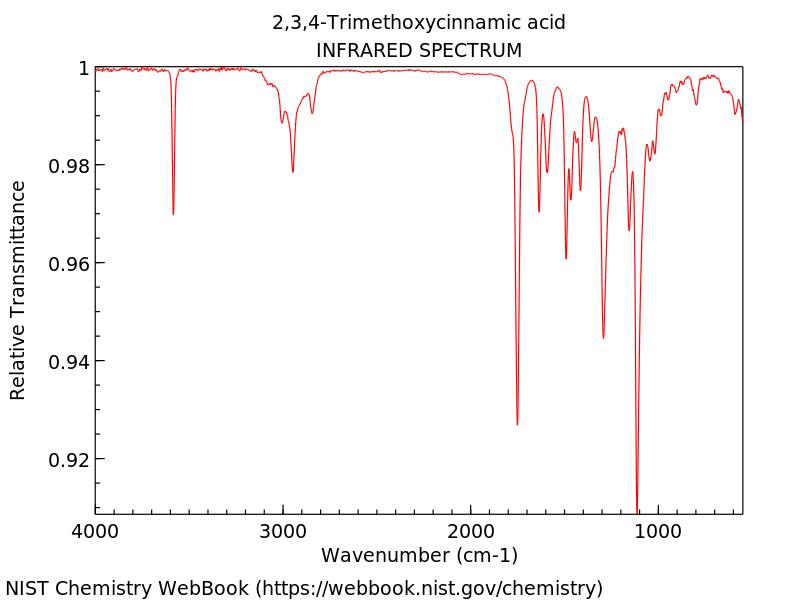 2,3,4-Trimethoxycinnamic acid
INFRARED SPECTRUM
1
0.98
0.96
0.94
0.92
Relative Transmittance
4000 3000 2000 1000
Wavenumber (cm-1)
NIST Chemistry WebBook (https://webbook.nist.gov/chemistry)